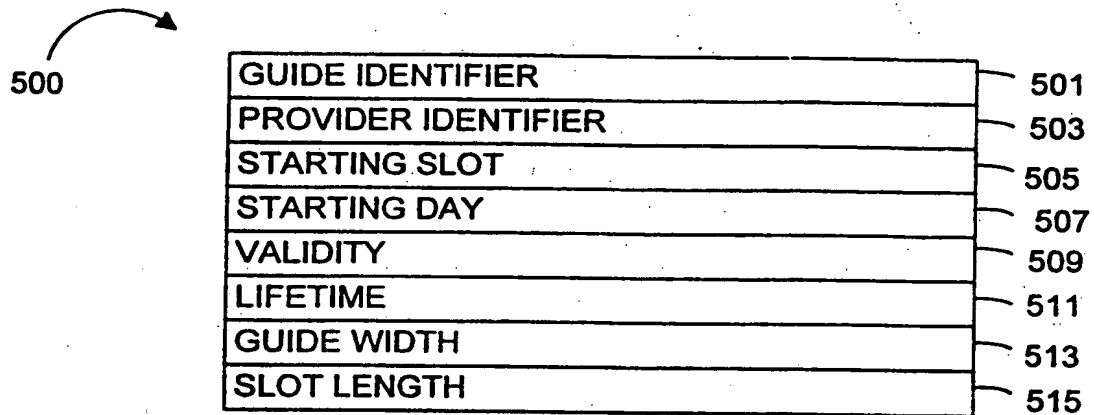 500
GUIDE IDENTIFIER 501
PROVIDER IDENTIFIER 503
STARTING SLOT 505
STARTING DAY 507
VALIDITY 509
LIFETIME 511
GUIDE WIDTH 513
SLOT LENGTH 515